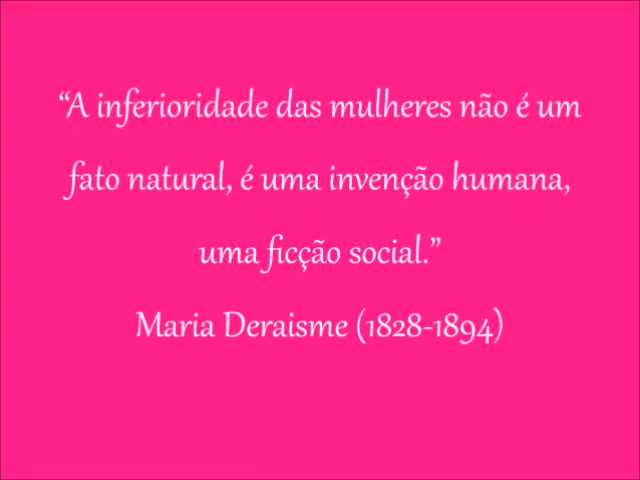 “A inferioridade das mulheres não é um
fato natural, é uma invenção humana,
uma ficção social.”
Maria Deraisme (1828-1894)